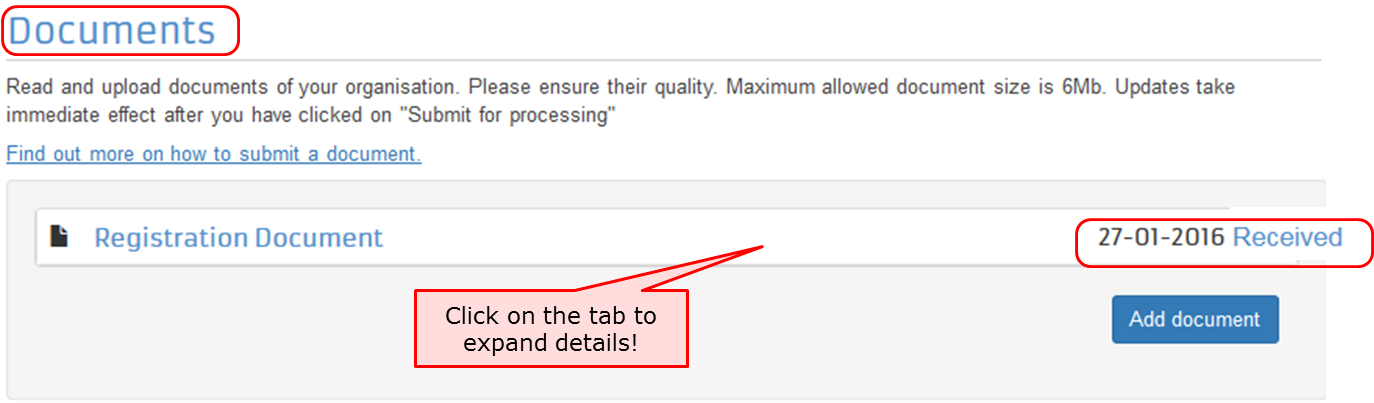 Documents
Read and upload documents of your organisation. Please ensure their quality. Maximum allowed document size is 6Mb. Updates take
immediate effect after you have clicked on "Submit for processing"
Find out more on how to submit a document.
Registration Document 27-01-2016 Received
Click on the tab to
expand details!
Add document